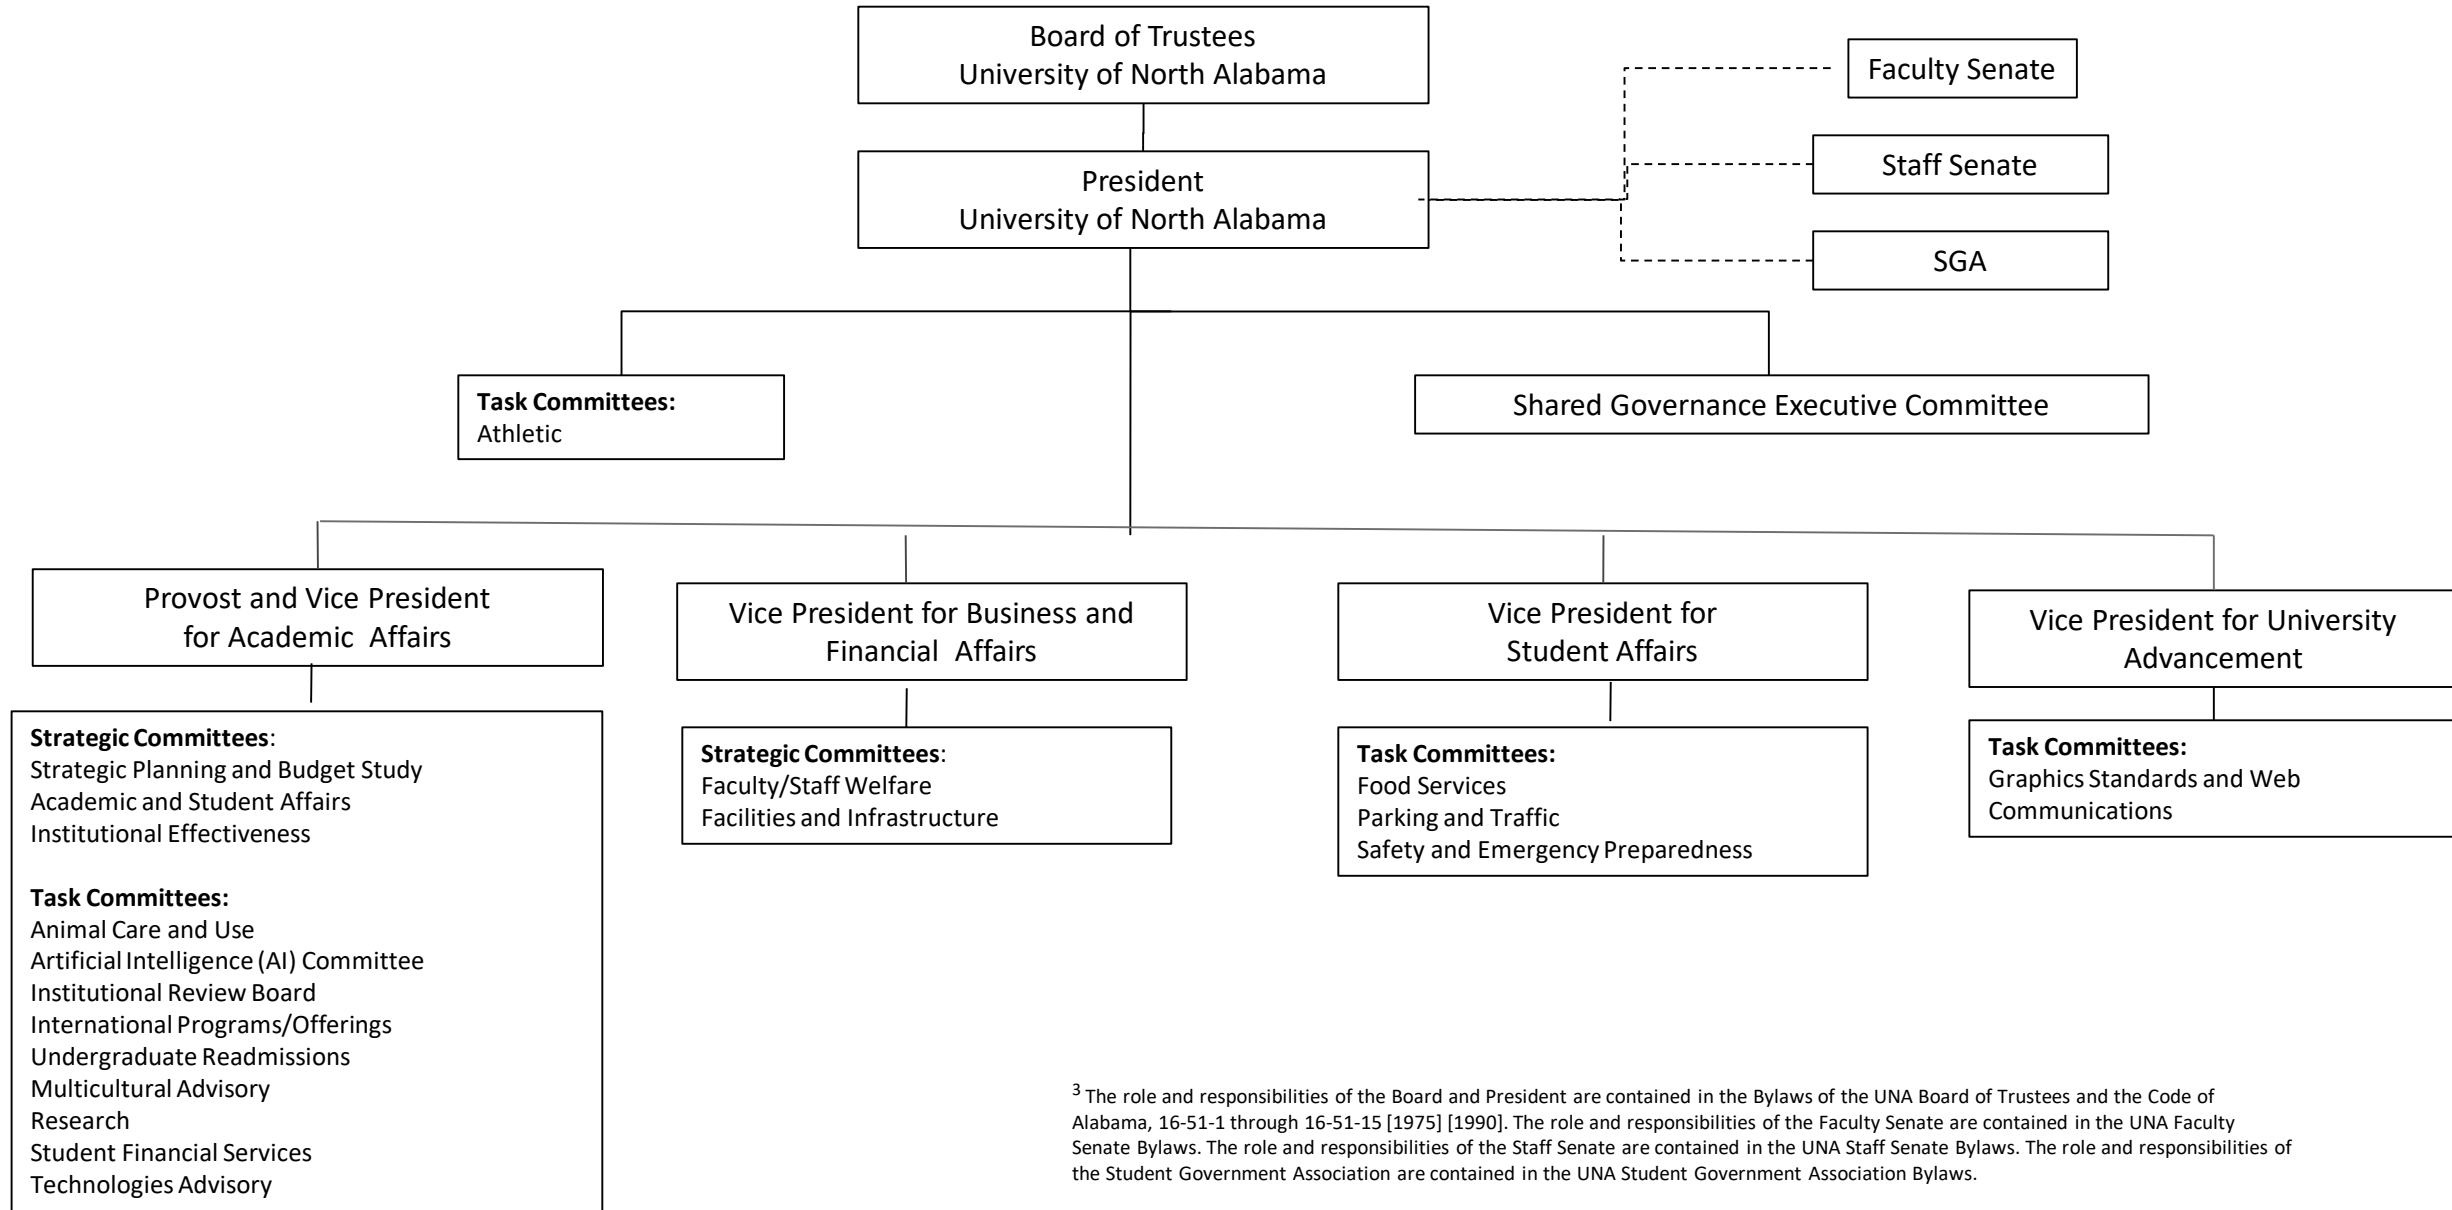 Board of Trustees
University of North Alabama
Faculty Senate
Staff Senate
President
University of North Alabama
SGA
Task Committees:
Athletic
Shared Governance Executive Committee
Provost and Vice President
for Academic Affairs
Vice President for Business and
Financial Affairs
Vice President for
Student Affairs
Vice President for University
Advancement
Strategic Committees:
Strategic Planning and Budget Study
Academic and Student Affairs
Institutional Effectiveness
Task Committees:
Animal Care and Use
Artificial Intelligence (AI) Committee
Institutional Review Board
International Programs/Offerings
Undergraduate Readmissions
Multicultural Advisory
Research
Student Financial Services
Technologies Advisory
Strategic Committees:
Faculty/Staff Welfare
Facilities and Infrastructure
Task Committees:
Food Services
Parking and Traffic
Safety and Emergency Preparedness
Task Committees:
Graphics Standards and Web
Communications
3 The role and responsibilities of the Board and President are contained in the Bylaws of the UNA Board of Trustees and the Code of
Alabama, 16-51-1 through 16-51-15 [1975] [1990]. The role and responsibilities of the Faculty Senate are contained in the UNA Faculty
Senate Bylaws. The role and responsibilities of the Staff Senate are contained in the UNA Staff Senate Bylaws. The role and responsibilities of
the Student Government Association are contained in the UNA Student Government Association Bylaws.